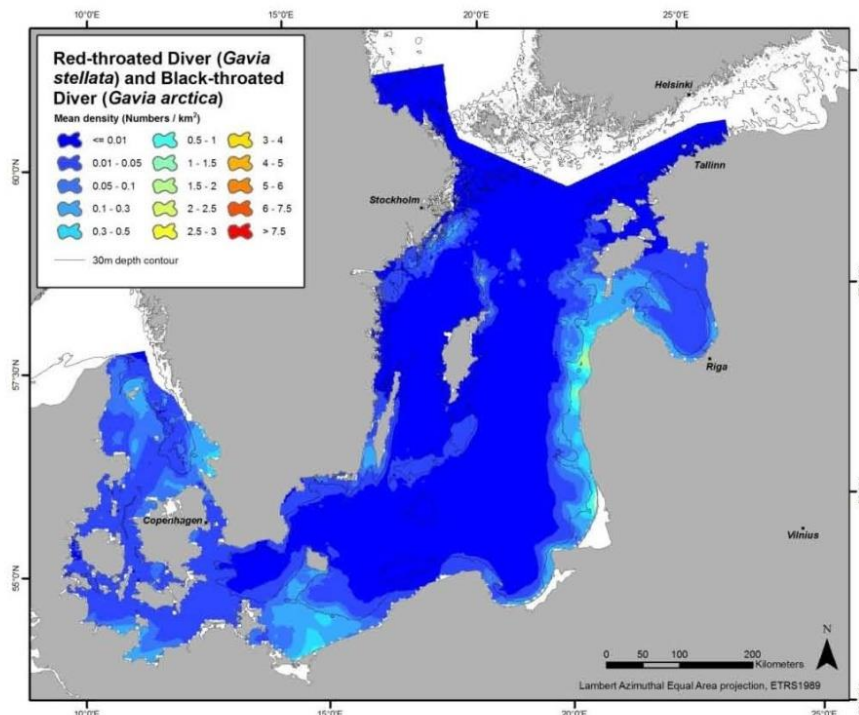 10°0'E 15°0'E 20°0'E 25°0'E
Red-throated Diver (Gavia
stellata) and Black-throated
Diver (Gavia arctica)
Mean density (Numbers / km²)
<= 0.01 0.5 - 1 3 - 4
0.01 - 0.05 1 - 1.5 4 - 5
0.05 - 0.1 1.5 - 2 5 - 6
0.1 - 0.3 2 - 2.5 6 - 7.5
0.3 - 0.5 2.5 - 3 > 7.5
30m depth contour
Helsinki
Tallinn
60°0'N
Stockholm
57°30'N
Riga
Copenhagen
Vilnius
55°0'N
N
0 50 100 200
Kilometers
Lambert Azimuthal Equal Area projection, ETRS1989
10°0'E 15°0'E 20°0'E 25°0'E